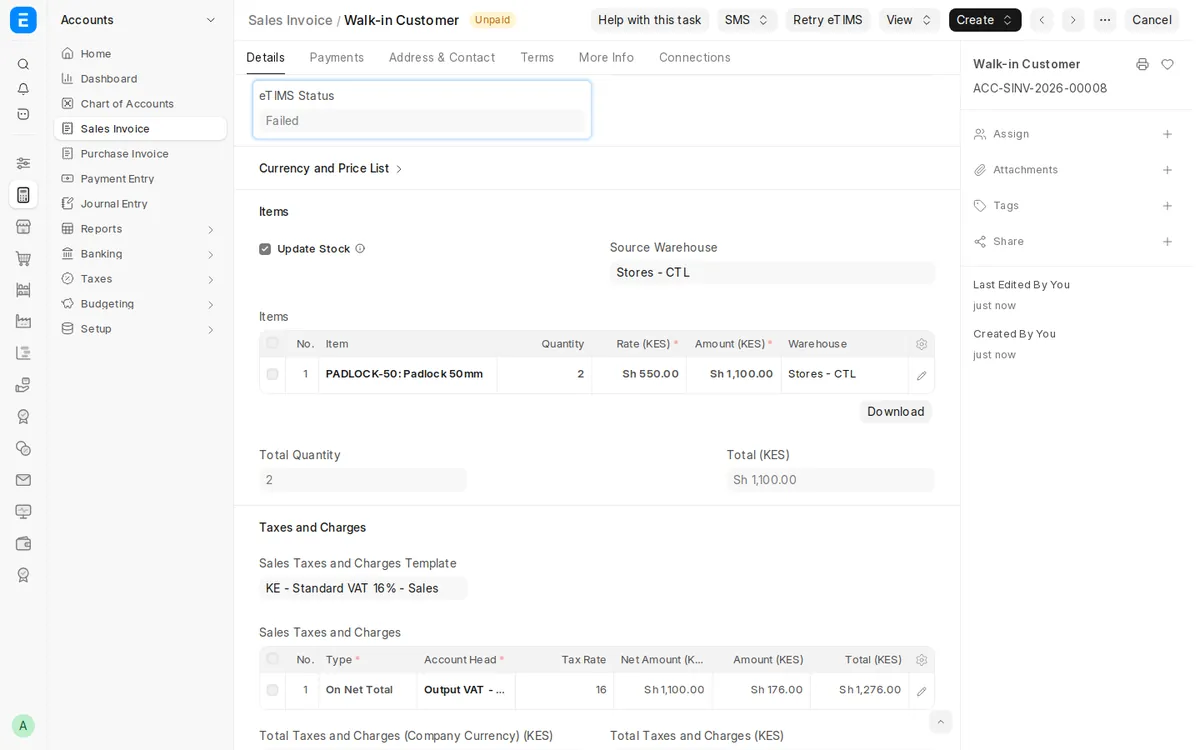 E
Accounts
Home
Dashboard
Chart of Accounts
Sales Invoice
Purchase Invoice
Payment Entry
Journal Entry
Reports
Banking
Taxes
Budgeting
Setup
A
Sales Invoice / Walk-in Customer Unpaid
Help with this task SMS Retry eTIMS View Create ... Cancel
Details Payments Address & Contact Terms More Info Connections
eTIMS Status
Failed
Currency and Price List
Items
Update Stock
Source Warehouse
Stores - CTL
Items
No. Item Quantity Rate (KES) * Amount (KES) * Warehouse
1 PADLOCK-50: Padlock 50mm 2 Sh 550.00 Sh 1,100.00 Stores - CTL
Download
Total Quantity
2
Total (KES)
Sh 1,100.00
Taxes and Charges
Sales Taxes and Charges Template
KE - Standard VAT 16% - Sales
Sales Taxes and Charges
No. Type * Account Head * Tax Rate Net Amount (K... Amount (KES) Total (KES)
1 On Net Total Output VAT - ... 16 Sh 1,100.00 Sh 176.00 Sh 1,276.00
Total Taxes and Charges (Company Currency) (KES) Total Taxes and Charges (KES)
Walk-in Customer
ACC-SINV-2026-00008
Assign
Attachments
Tags
Share
Last Edited By You
just now
Created By You
just now